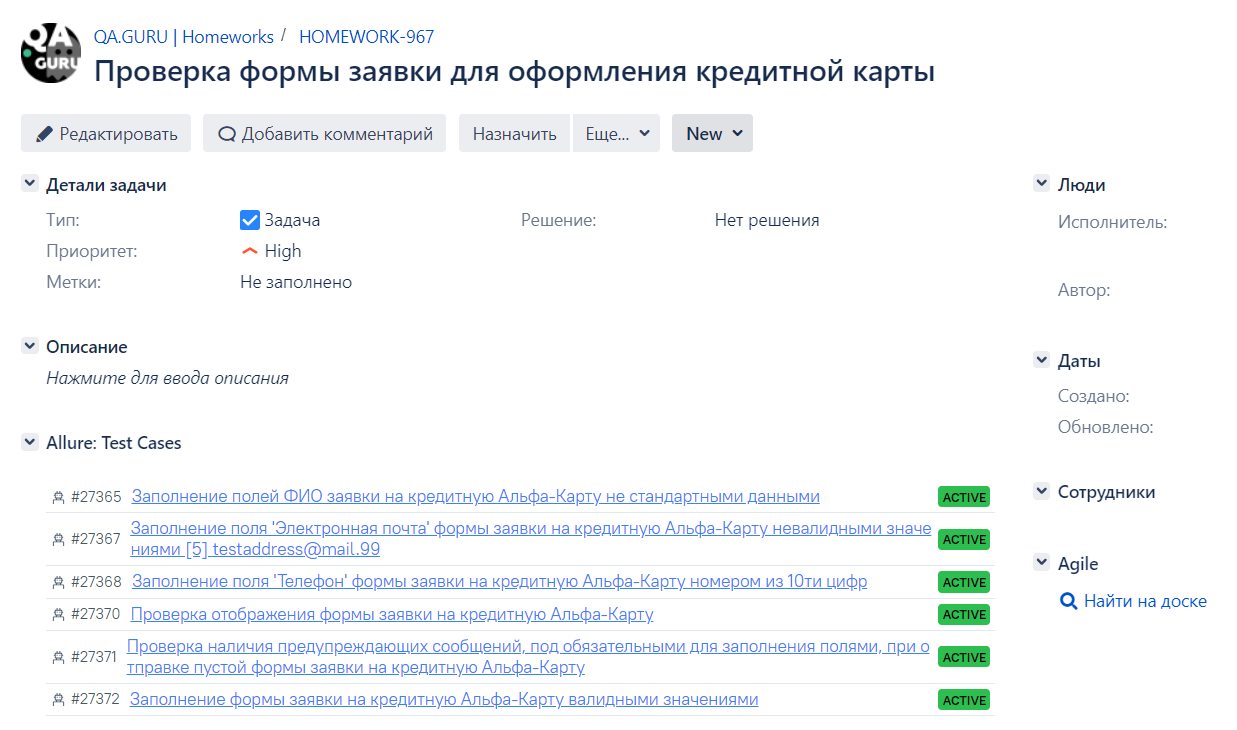 QA GURU
QA.GURU | Homeworks / HOMEWORK-967
Проверка формы заявки для оформления кредитной карты
Редактировать Добавить комментарий Назначить Еще... New
Детали задачи
Тип: Задача Решение: Нет решения
Приоритет: High
Метки: Не заполнено
Описание
Нажмите для ввода описания
Allure: Test Cases
#27365 Заполнение полей ФИО заявки на кредитную Альфа-Карту не стандартными данными ACTIVE
#27367 Заполнение поля 'Электронная почта' формы заявки на кредитную Альфа-Карту невалидными значе
ниями [5] testaddress@mail.99 ACTIVE
#27368 Заполнение поля 'Телефон' формы заявки на кредитную Альфа-Карту номером из 10ти цифр ACTIVE
#27370 Проверка отображения формы заявки на кредитную Альфа-Карту ACTIVE
#27371 Проверка наличия предупреждающих сообщений, под обязательными для заполнения полями, при о
тправке пустой формы заявки на кредитную Альфа-Карту ACTIVE
#27372 Заполнение формы заявки на кредитную Альфа-Карту валидными значениями ACTIVE
Люди
Исполнитель:
Автор:
Даты
Создано:
Обновлено:
Сотрудники
Agile
Найти на доске